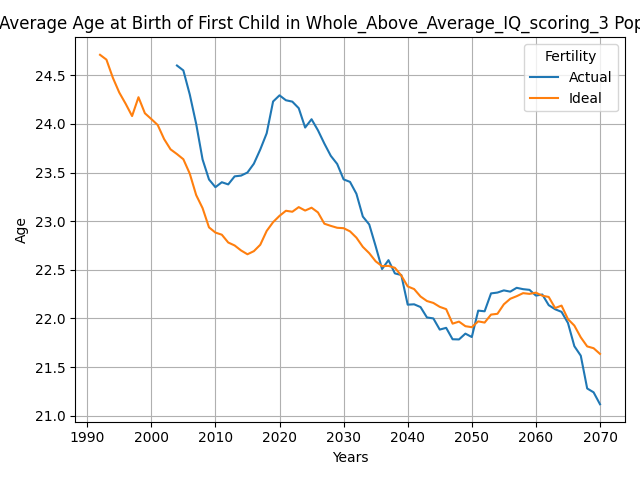 Average Age at Birth of First Child in Whole_Above_Average_IQ_scoring_3 Pop
Fertility
Actual
Ideal
24.5
24.0
23.5
23.0
22.5
22.0
21.5
21.0
Age
1990 2000 2010 2020 2030 2040 2050 2060 2070
Years